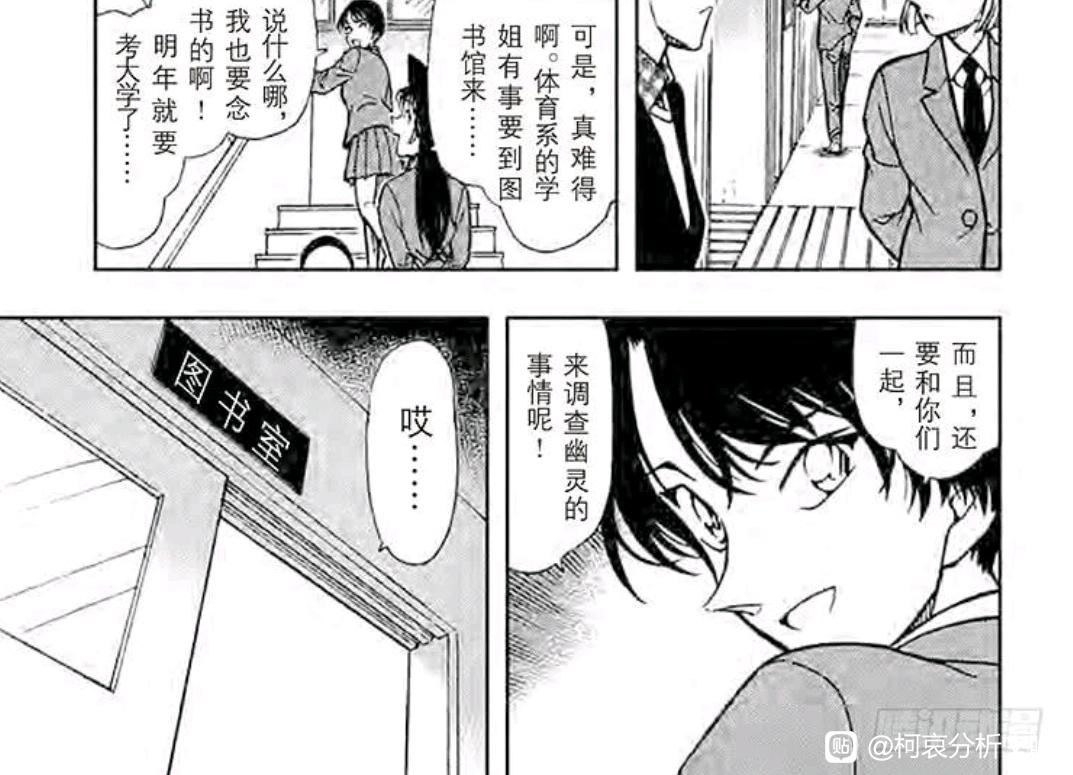 可是，真难得
啊。体育系的学
姐有事要到图
书馆来……
说什么哪，
我也要念
书的啊！
明年就要
考大学了……
而且，还
要和你们
一起，
来调查幽灵的
事情呢！
哎……
图书室
贴 @柯哀分析